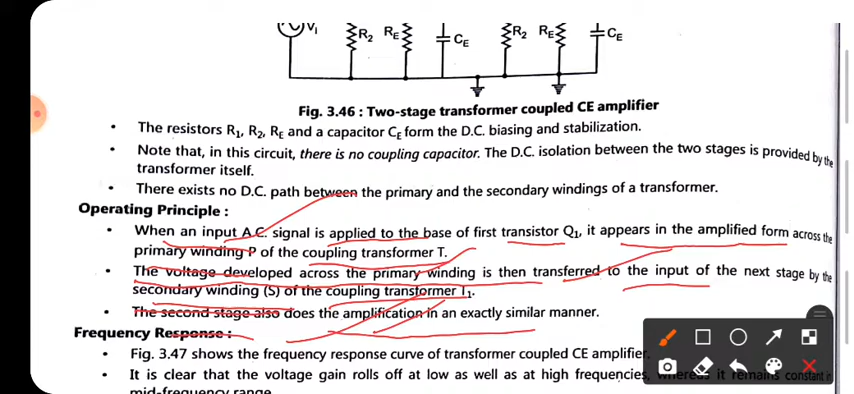 V₁ R₂ R_E C_E R₂ R_E C_E
Fig. 3.46 : Two-stage transformer coupled CE amplifier
• The resistors R₁, R₂, R_E and a capacitor C_E form the D.C. biasing and stabilization.
• Note that, in this circuit, there is no coupling capacitor. The D.C. isolation between the two stages is provided by the
transformer itself.
• There exists no D.C. path between the primary and the secondary windings of a transformer.
Operating Principle :
• When an input A.C. signal is applied to the base of first transistor Q₁, it appears in the amplified form across the
primary winding P of the coupling transformer T.
• The voltage developed across the primary winding is then transferred to the input of the next stage by the
secondary winding (S) of the coupling transformer T₁.
• The second stage also does the amplification in an exactly similar manner.
Frequency Response :
• Fig. 3.47 shows the frequency response curve of transformer coupled CE amplifier.
• It is clear that the voltage gain rolls off at low as well as at high frequencies, whereas it remains constant in
mid-frequency range.